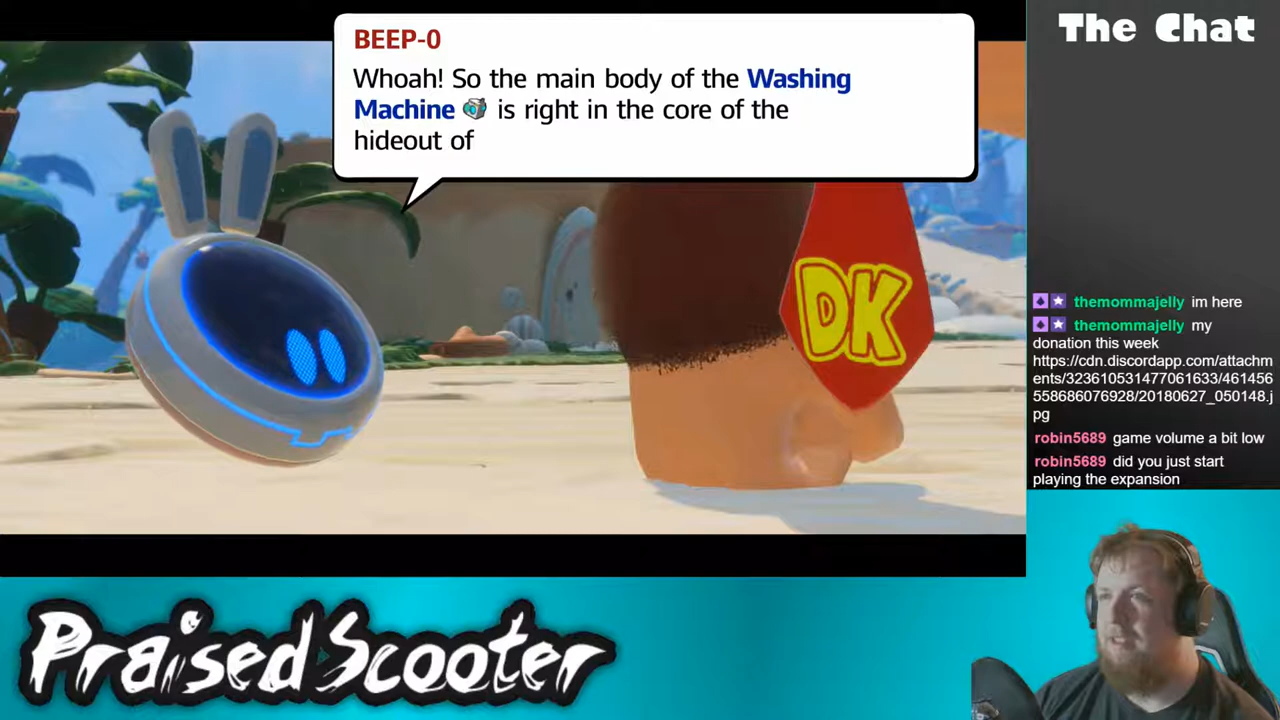 BEEP-0
Whoah! So the main body of the Washing
Machine is right in the core of the
hideout of
DK
The Chat
themommajelly im here
themommajelly my
donation this week
https://cdn.discordapp.com/attachm
ents/323610531477061633/461456
558686076928/20180627_050148.j
pg
robin5689 game volume a bit low
robin5689 did you just start
playing the expansion
PraisedScooter